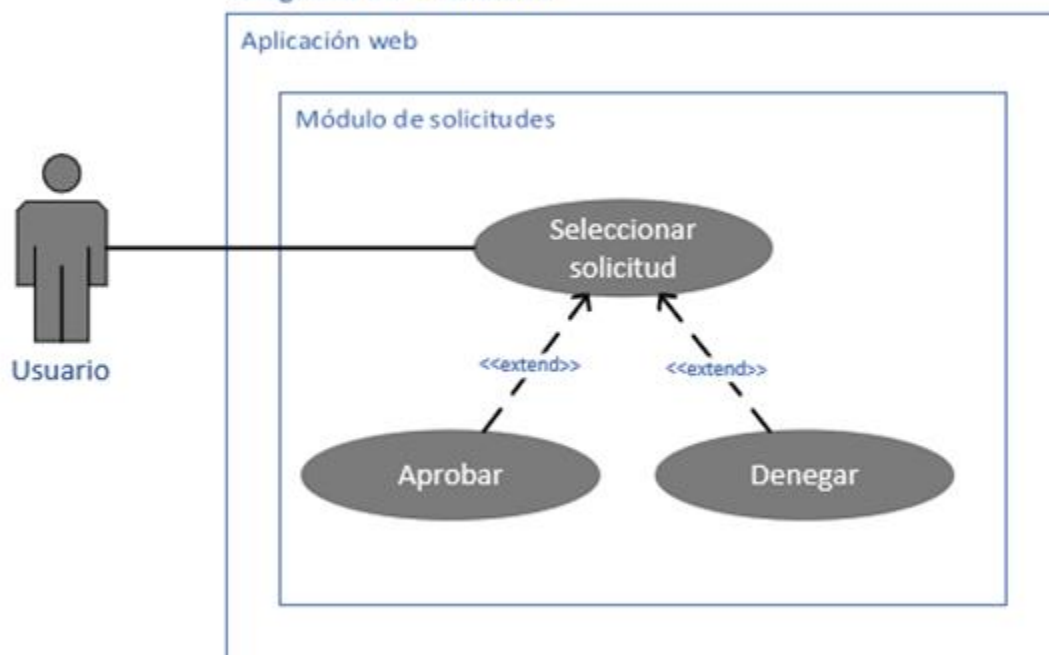 Aplicación web
Módulo de solicitudes
Seleccionar
solicitud
Usuario
<<extend>>
<<extend>>
Aprobar
Denegar